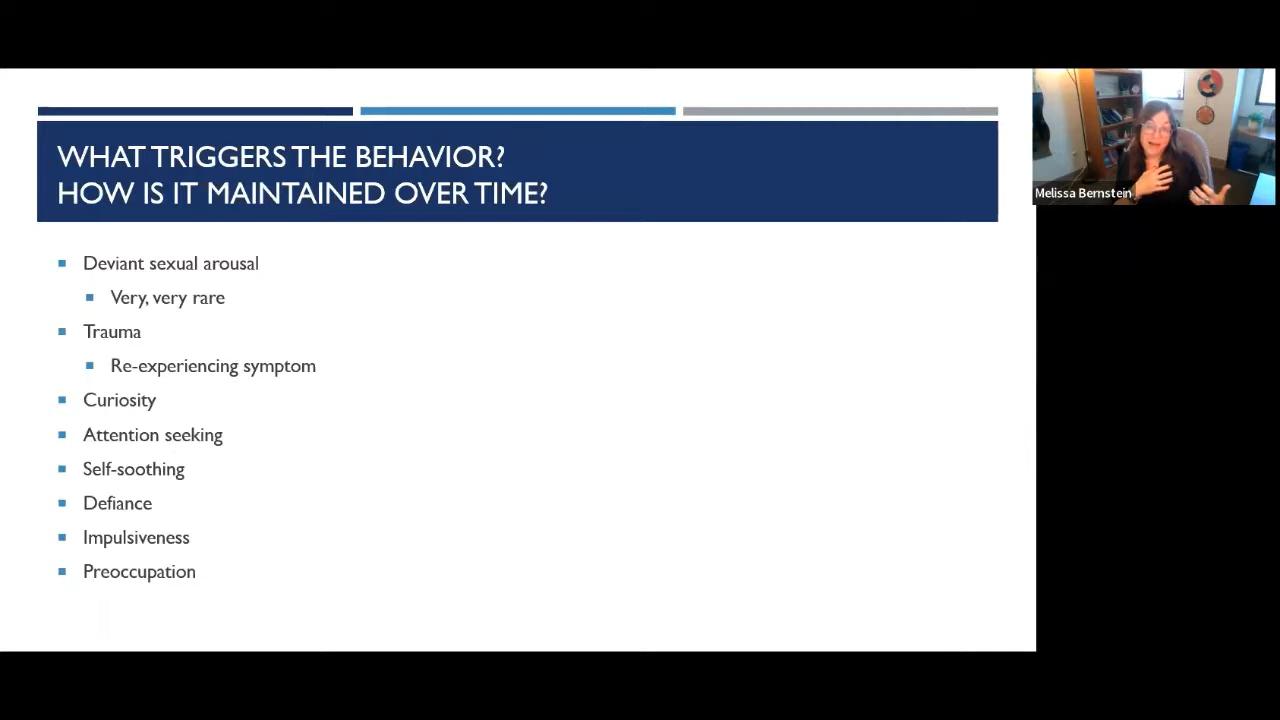 WHAT TRIGGERS THE BEHAVIOR?
HOW IS IT MAINTAINED OVER TIME?
Deviant sexual arousal
Very, very rare
Trauma
Re-experiencing symptom
Curiosity
Attention seeking
Self-soothing
Defiance
Impulsiveness
Preoccupation
Melissa Bernstein